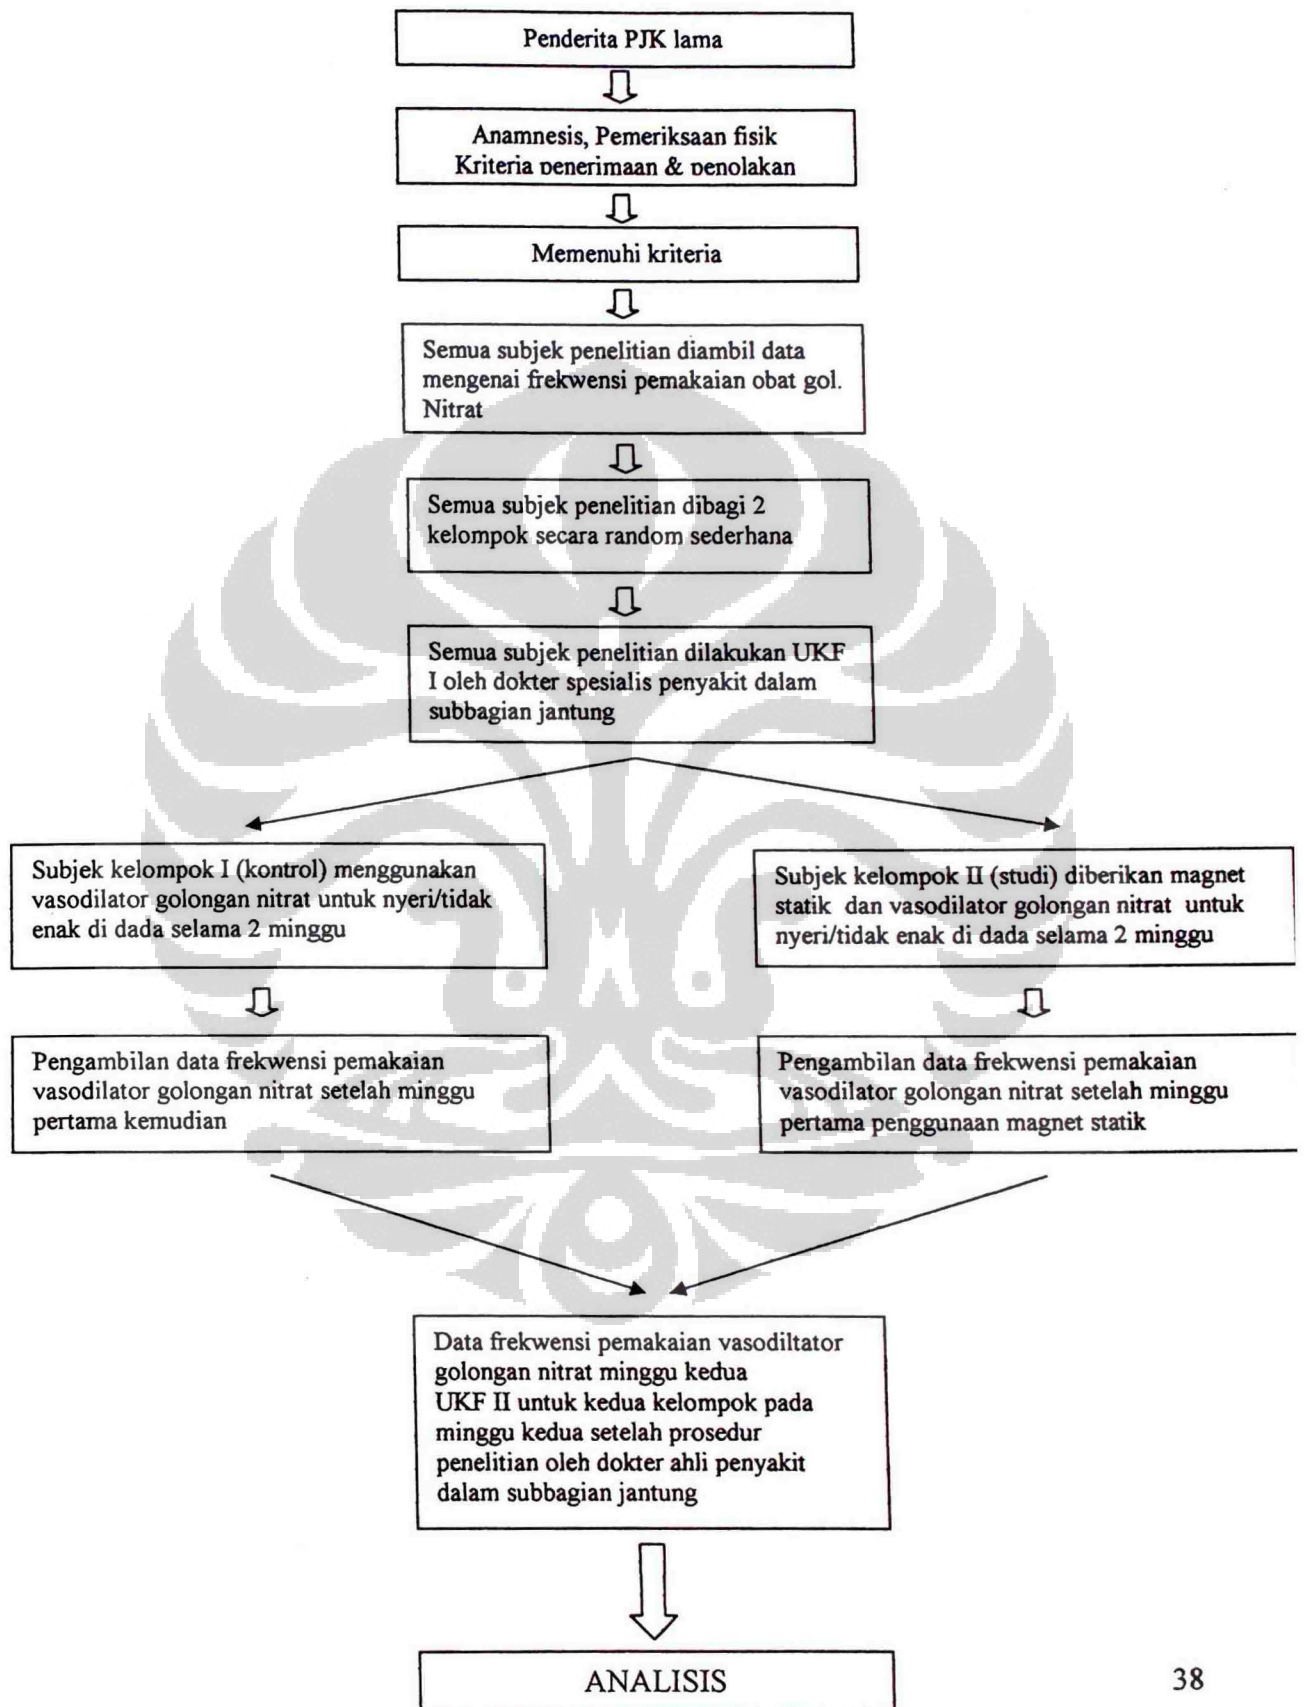 Penderita PJK lama
Anamnesis, Pemeriksaan fisik
Kriteria penerimaan & penolakan
Memenuhi kriteria
Semua subjek penelitian diambil data
mengenai frekwensi pemakaian obat gol.
Nitrat
Semua subjek penelitian dibagi 2
kelompok secara random sederhana
Semua subjek penelitian dilakukan UKF
I oleh dokter spesialis penyakit dalam
subbagian jantung
Subjek kelompok I (kontrol) menggunakan
vasodilator golongan nitrat untuk nyeri/tidak
enak di dada selama 2 minggu
Subjek kelompok II (studi) diberikan magnet
statik dan vasodilator golongan nitrat untuk
nyeri/tidak enak di dada selama 2 minggu
Pengambilan data frekwensi pemakaian
vasodilator golongan nitrat setelah minggu
pertama kemudian
Pengambilan data frekwensi pemakaian
vasodilator golongan nitrat setelah minggu
pertama penggunaan magnet statik
Data frekwensi pemakaian vasodiltator
golongan nitrat minggu kedua
UKF II untuk kedua kelompok pada
minggu kedua setelah prosedur
penelitian oleh dokter ahli penyakit
dalam subbagian jantung
ANALISIS
38